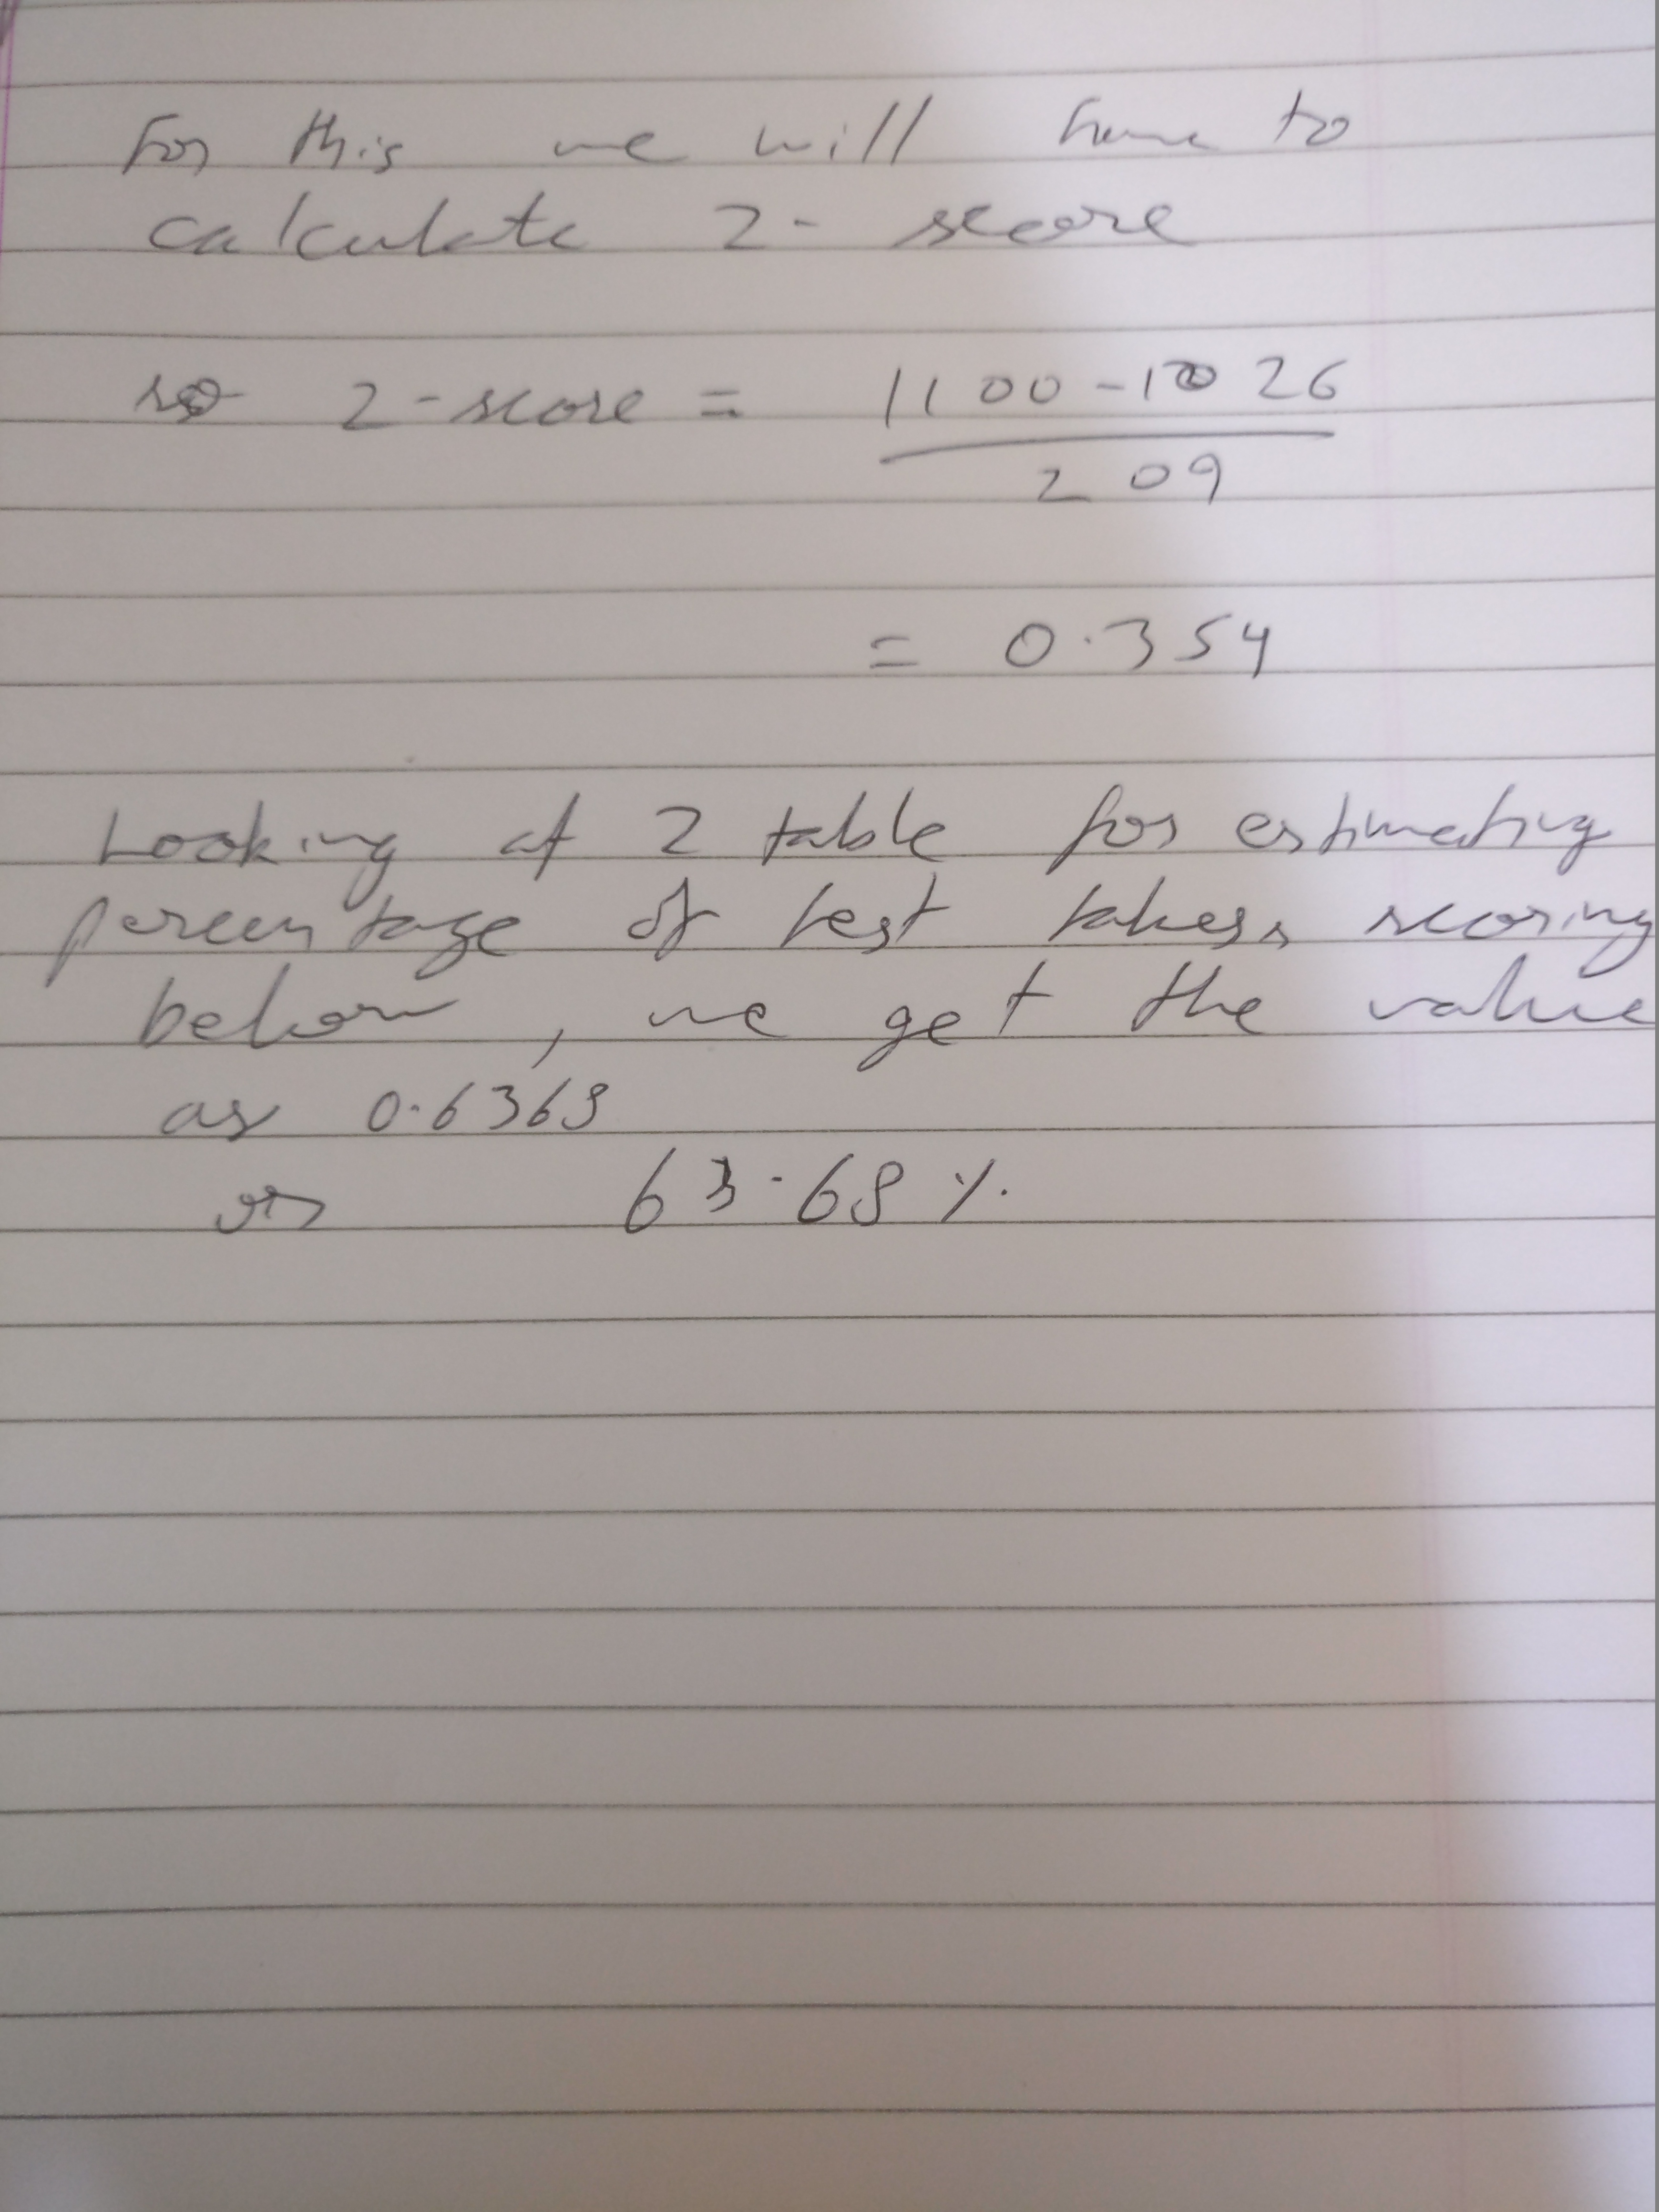 For this we will have to
calculate z-score
so z-score = 1100-1026
209
= 0.354
Looking at z table for estimating
percentage of test takers scoring
below, we get the value
as 0.6368
or 63.68 %.